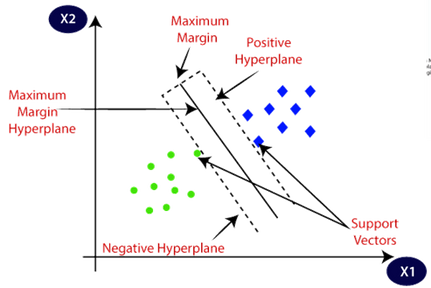 X2
Maximum
Margin
Positive
Hyperplane
Maximum
Margin
Hyperplane
Support
Vectors
Negative Hyperplane
X1